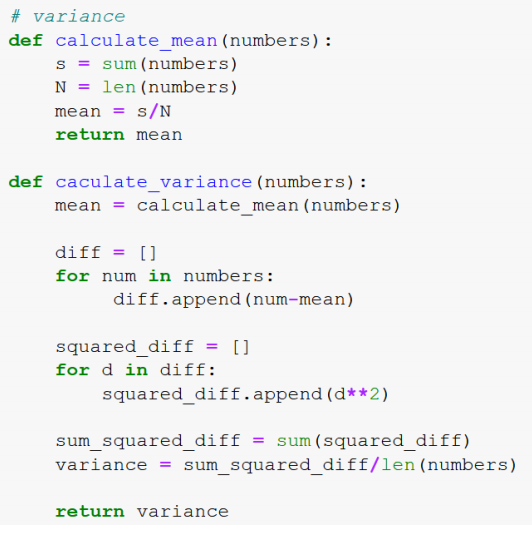 # variance
def calculate_mean(numbers):
    s = sum(numbers)
    N = len(numbers)
    mean = s/N
    return mean

def caculate_variance(numbers):
    mean = calculate_mean(numbers)

    diff = []
    for num in numbers:
         diff.append(num-mean)

    squared_diff = []
    for d in diff:
        squared_diff.append(d**2)

    sum_squared_diff = sum(squared_diff)
    variance = sum_squared_diff/len(numbers)

    return variance